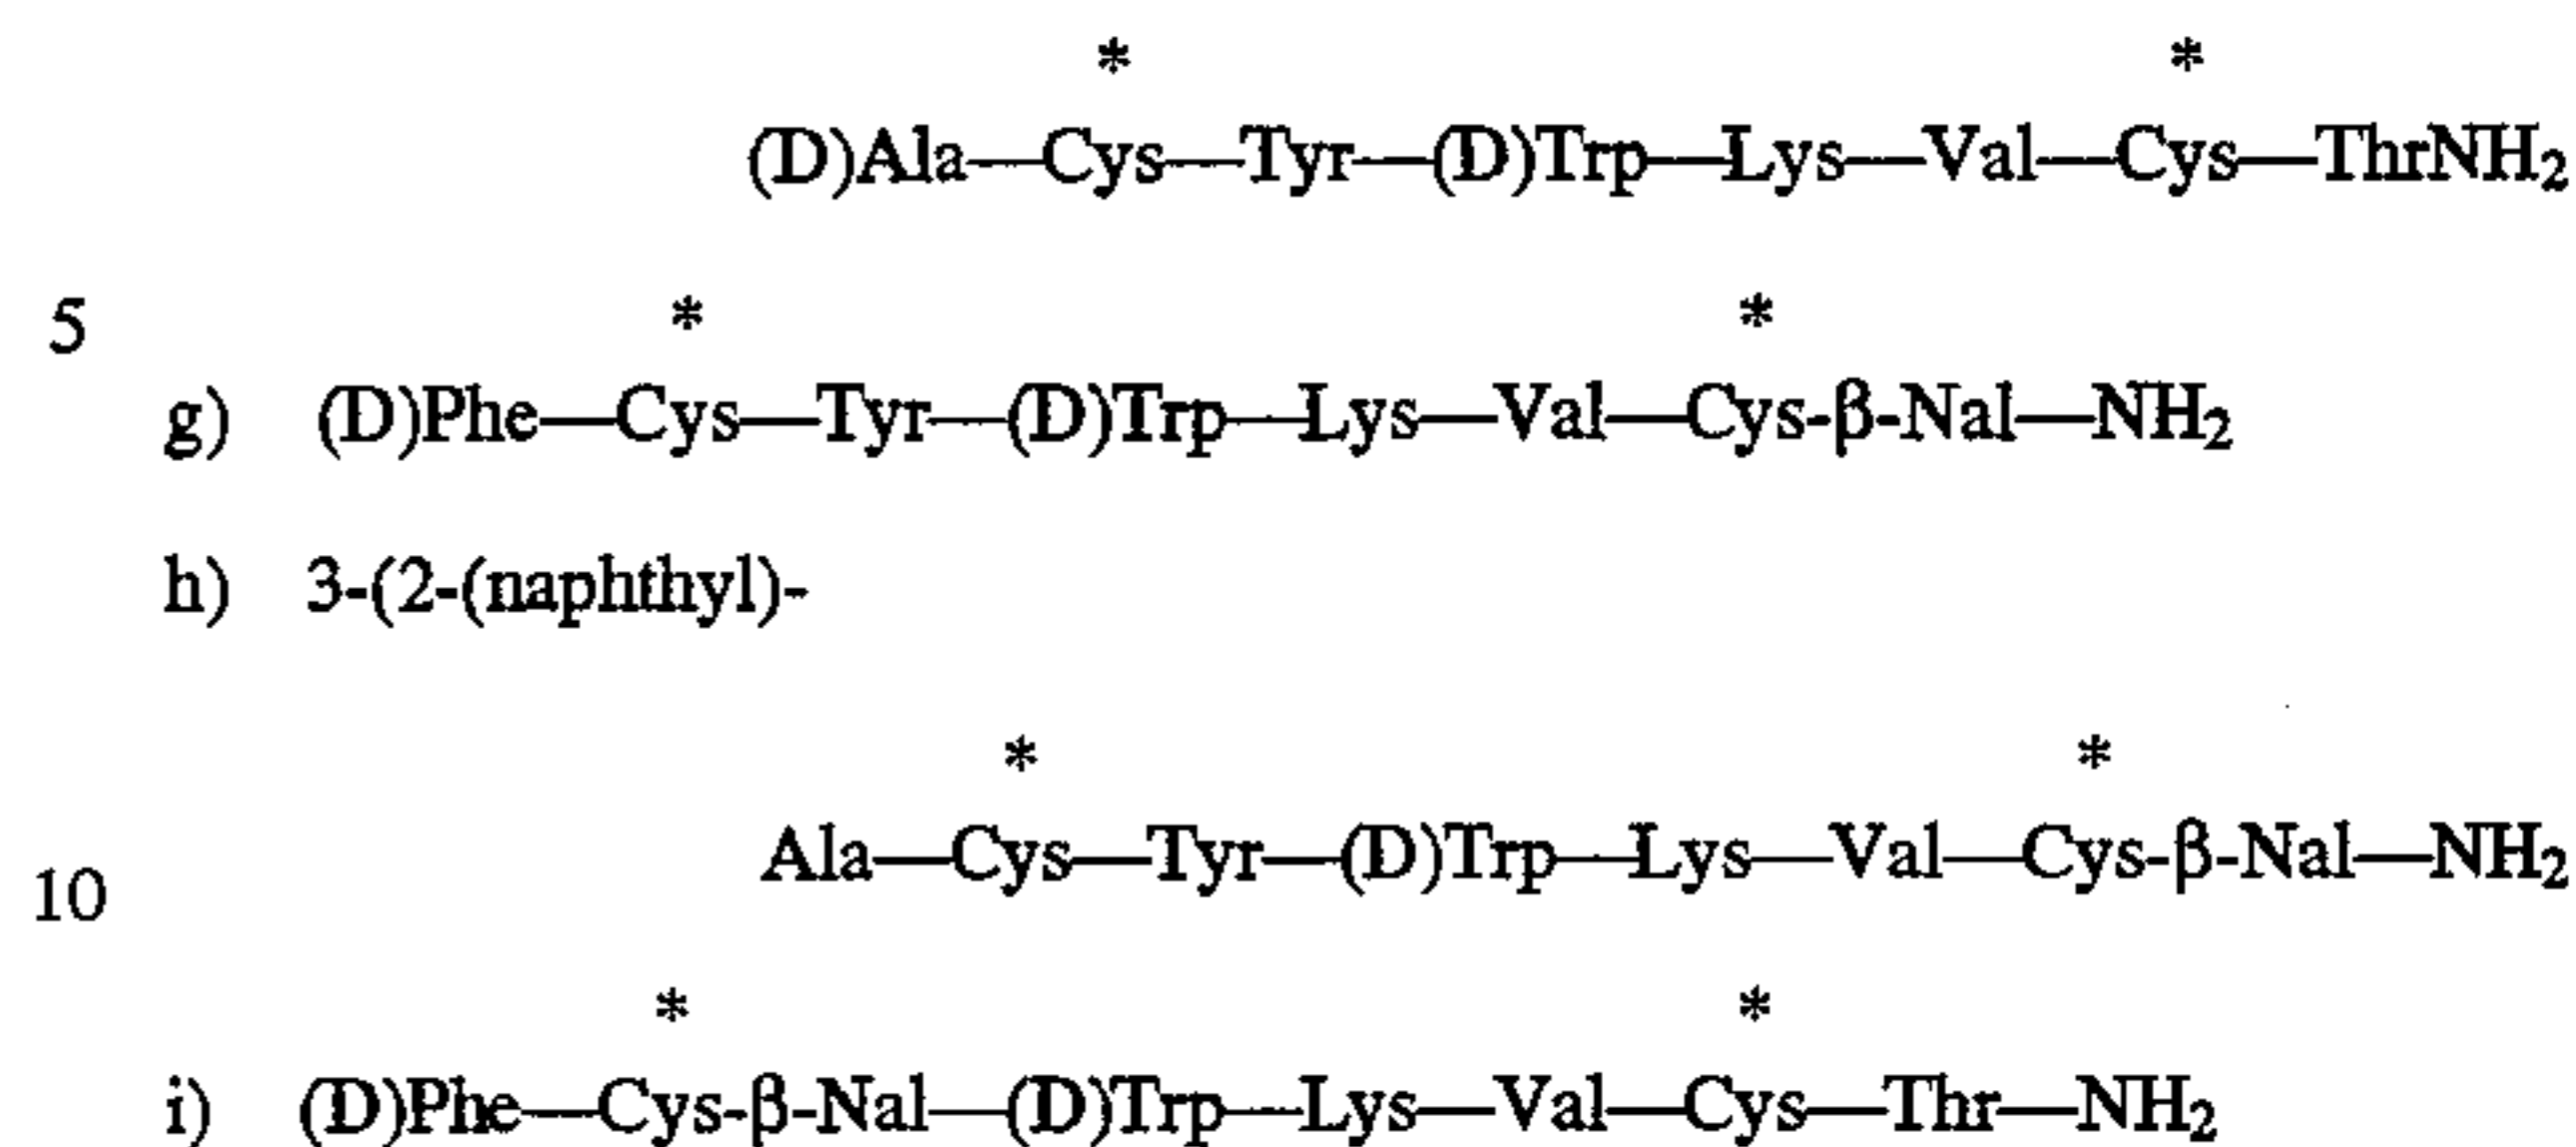 * *
(D)Ala—Cys—Tyr—(D)Trp—Lys—Val—Cys—ThrNH₂
5
* *
g) (D)Phe—Cys—Tyr—(D)Trp—Lys—Val—Cys-β-Nal—NH₂
h) 3-(2-(naphthyl)-
* *
10 Ala—Cys—Tyr—(D)Trp—Lys—Val—Cys-β-Nal—NH₂
* *
i) (D)Phe—Cys-β-Nal—(D)Trp—Lys—Val—Cys—Thr—NH₂